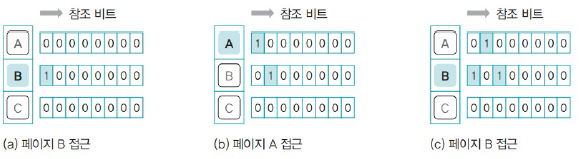 참조 비트
A 0 0 0 0 0 0 0 0
B 1 0 0 0 0 0 0 0
C 0 0 0 0 0 0 0 0
(a) 페이지 B 접근
참조 비트
A 1 0 0 0 0 0 0 0
B 0 1 0 0 0 0 0 0
C 0 0 0 0 0 0 0 0
(b) 페이지 A 접근
참조 비트
A 0 1 0 0 0 0 0 0
B 1 0 1 0 0 0 0 0
C 0 0 0 0 0 0 0 0
(c) 페이지 B 접근